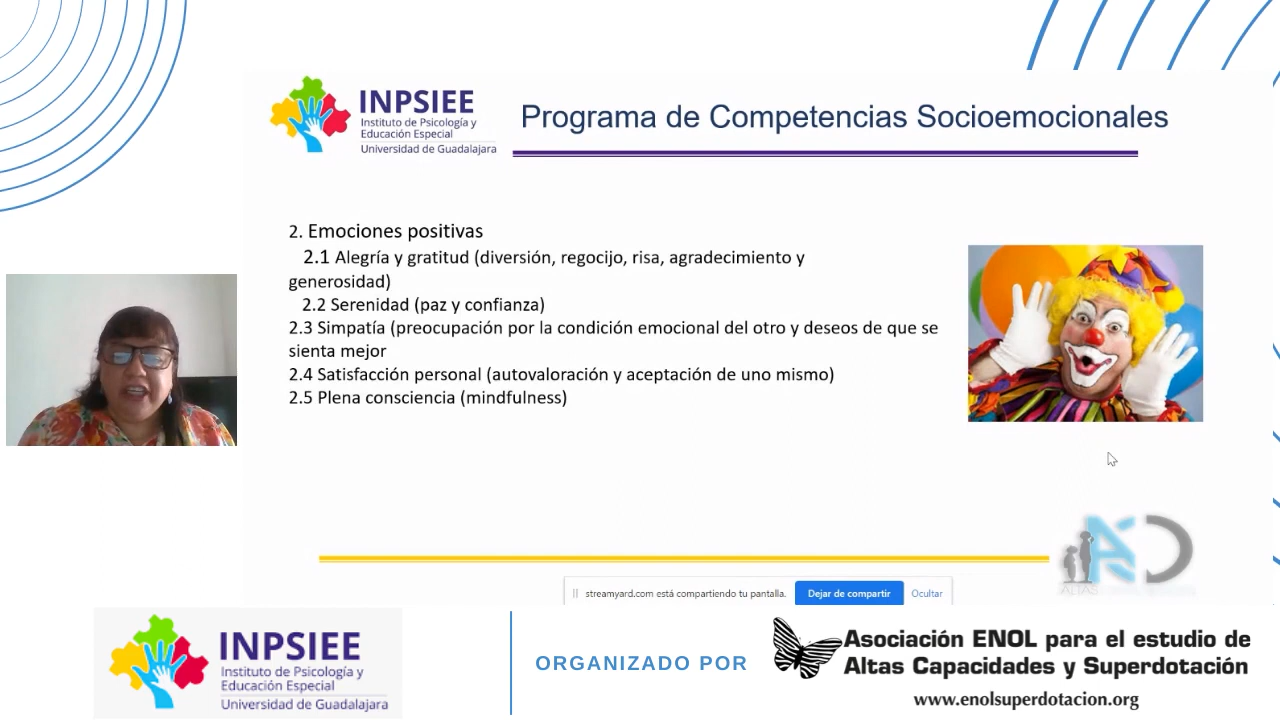 INPSIEE
Instituto de Psicología y
Educación Especial
Universidad de Guadalajara
Programa de Competencias Socioemocionales
2. Emociones positivas
2.1 Alegría y gratitud (diversión, regocijo, risa, agradecimiento y
generosidad)
2.2 Serenidad (paz y confianza)
2.3 Simpatía (preocupación por la condición emocional del otro y deseos de que se
sienta mejor
2.4 Satisfacción personal (autovaloración y aceptación de uno mismo)
2.5 Plena consciencia (mindfulness)
ALTAS
streamyard.com está compartiendo tu pantalla. Dejar de compartir Ocultar
INPSIEE
Instituto de Psicología y
Educación Especial
Universidad de Guadalajara
ORGANIZADO POR
Asociación ENOL para el estudio de
Altas Capacidades y Superdotación
www.enolsuperdotacion.org